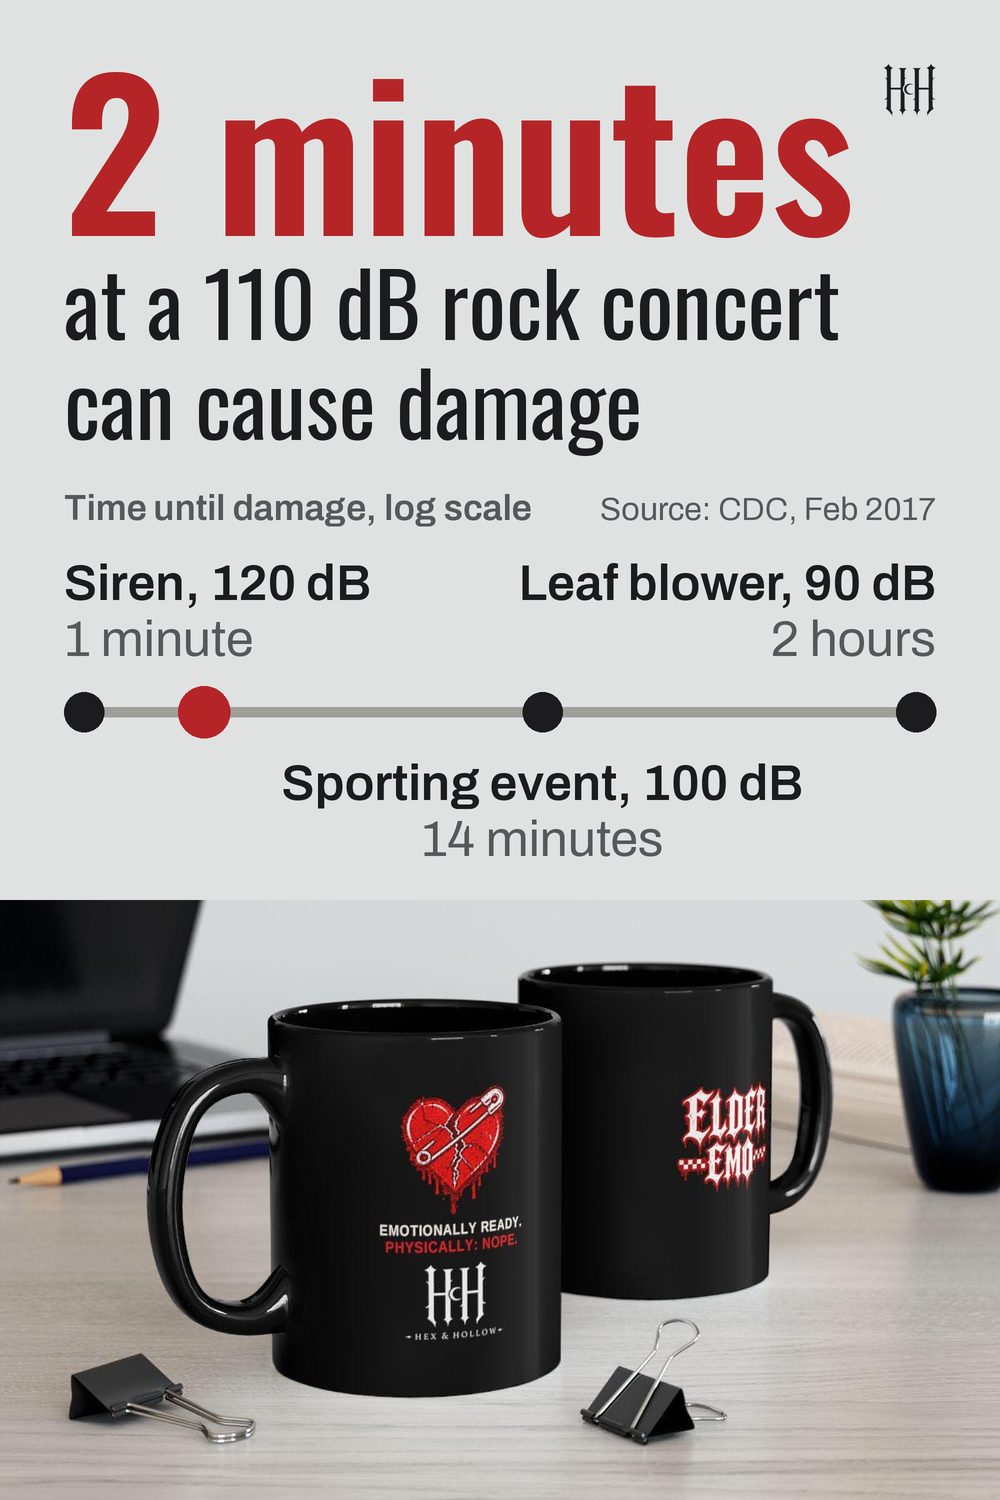 2 minutes
HCH
at a 110 dB rock concert
can cause damage
Time until damage, log scale
Source: CDC, Feb 2017
Siren, 120 dB
1 minute
Leaf blower, 90 dB
2 hours
Sporting event, 100 dB
14 minutes
EMOTIONALLY READY.
PHYSICALLY: NOPE.
HCH
HEX & HOLLOW
ELDER
EMO